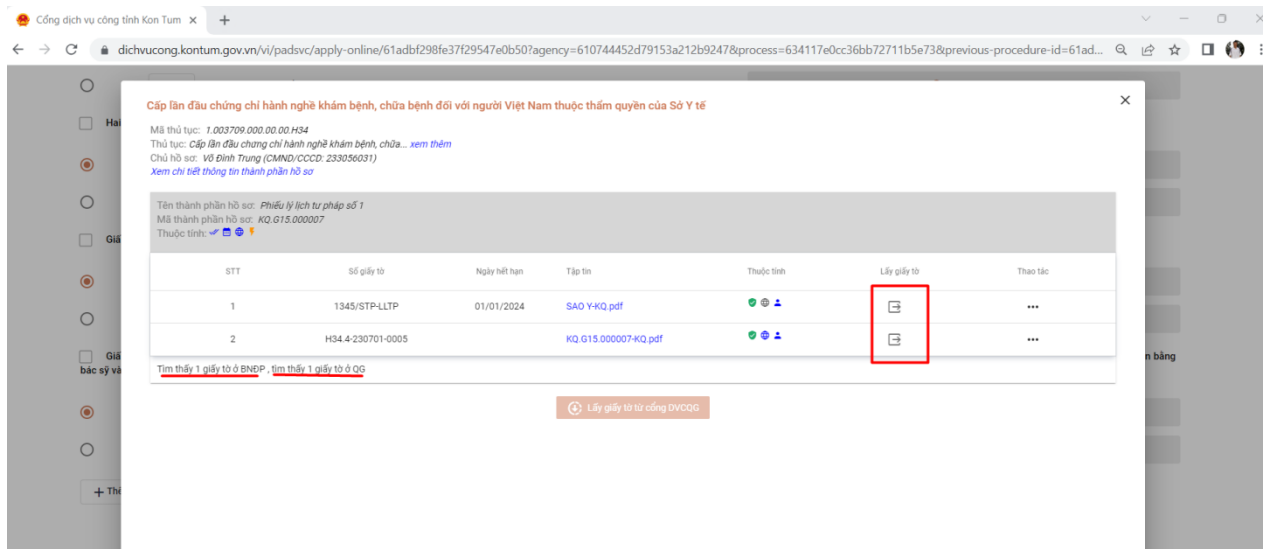 Cổng dịch vụ công tỉnh Kon Tum
dichvucong.kontum.gov.vn/vi/padsvc/apply-online/61adbf298fe37f29547e0b50?agency=610744452d79153a212b9247&process=634117e0cc36bb72711b5e73&previous-procedure-id=61ad...
Cấp lần đầu chứng chỉ hành nghề khám bệnh, chữa bệnh đối với người Việt Nam thuộc thẩm quyền của Sở Y tế
Hai
Mã thủ tục: 1.003709.000.00.00.H34
Thủ tục: Cấp lần đầu chứng chỉ hành nghề khám bệnh, chữa... xem thêm
Chủ hồ sơ: Võ Đình Trung (CMND/CCCD: 233056031)
Xem chi tiết thông tin thành phần hồ sơ
Tên thành phần hồ sơ: Phiếu lý lịch tư pháp số 1
Mã thành phần hồ sơ: KQ.G15.000007
Thuộc tính:
Giấ
STT Số giấy tờ Ngày hết hạn Tập tin Thuộc tính Lấy giấy tờ Thao tác
1 1345/STP-LLTP 01/01/2024 SAO Y-KQ.pdf
2 H34.4-230701-0005 KQ.G15.000007-KQ.pdf
Giấ
n bằng
bác sỹ và
Tìm thấy 1 giấy tờ ở BNĐP , tìm thấy 1 giấy tờ ở QG
Lấy giấy tờ từ cổng DVCQG
+ Thê